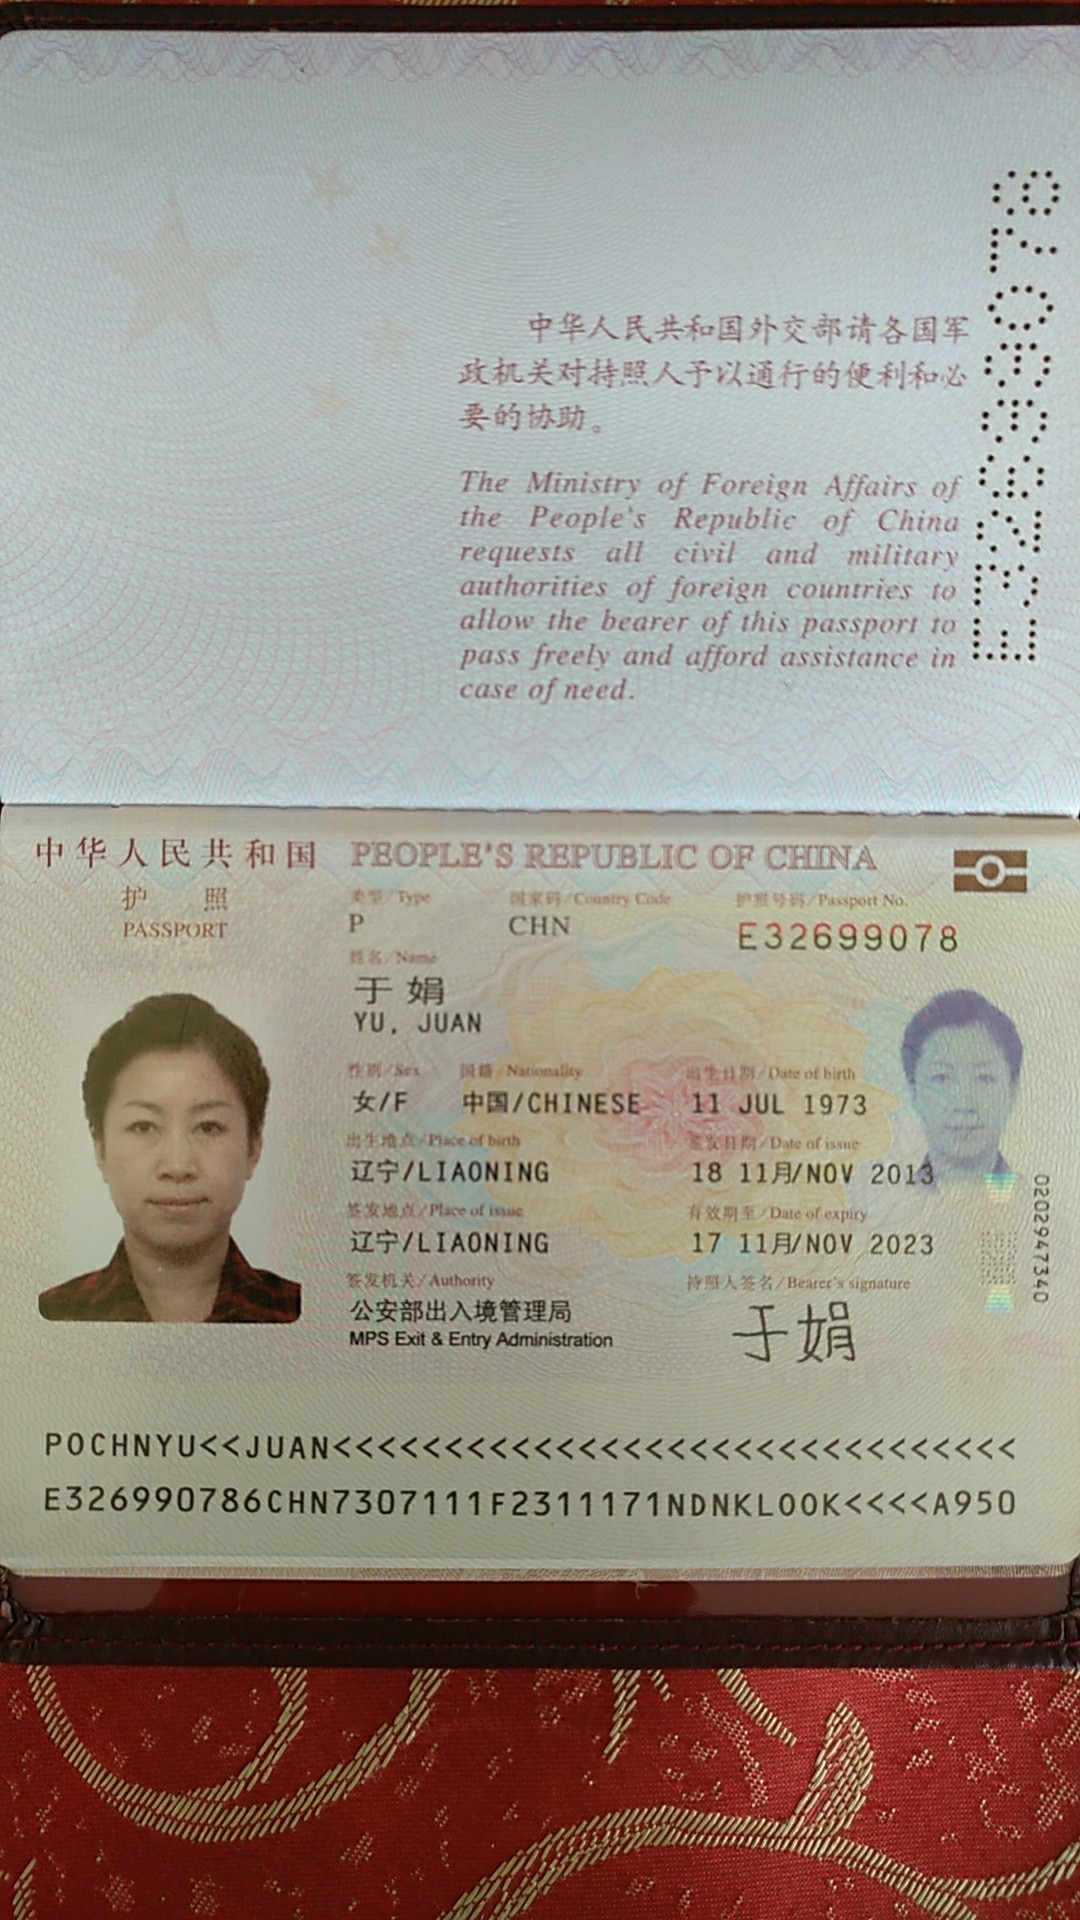 中华人民共和国外交部请各国军
政机关对持照人予以通行的便利和必
要的协助。
The Ministry of Foreign Affairs of
the People's Republic of China
requests all civil and military
authorities of foreign countries to
allow the bearer of this passport to
pass freely and afford assistance in
case of need.
E32699078
中华人民共和国 PEOPLE'S REPUBLIC OF CHINA
护 照
PASSPORT
类型/Type 国家码/Country Code 护照号码/Passport No.
P CHN E32699078
姓名/Name
于娟
YU, JUAN
性别/Sex 国籍/Nationality 出生日期/Date of birth
女/F 中国/CHINESE 11 JUL 1973
出生地点/Place of birth 签发日期/Date of issue
辽宁/LIAONING 18 11月/NOV 2013
签发地点/Place of issue 有效期至/Date of expiry
辽宁/LIAONING 17 11月/NOV 2023
签发机关/Authority 持照人签名/Bearer's signature
公安部出入境管理局
MPS Exit & Entry Administration
于娟
0202947340
POCHNYU<<JUAN<<<<<<<<<<<<<<<<<<<<<<<<<<<<<<<
E326990786CHN7307111F2311171NDNKLOOK<<<<A950